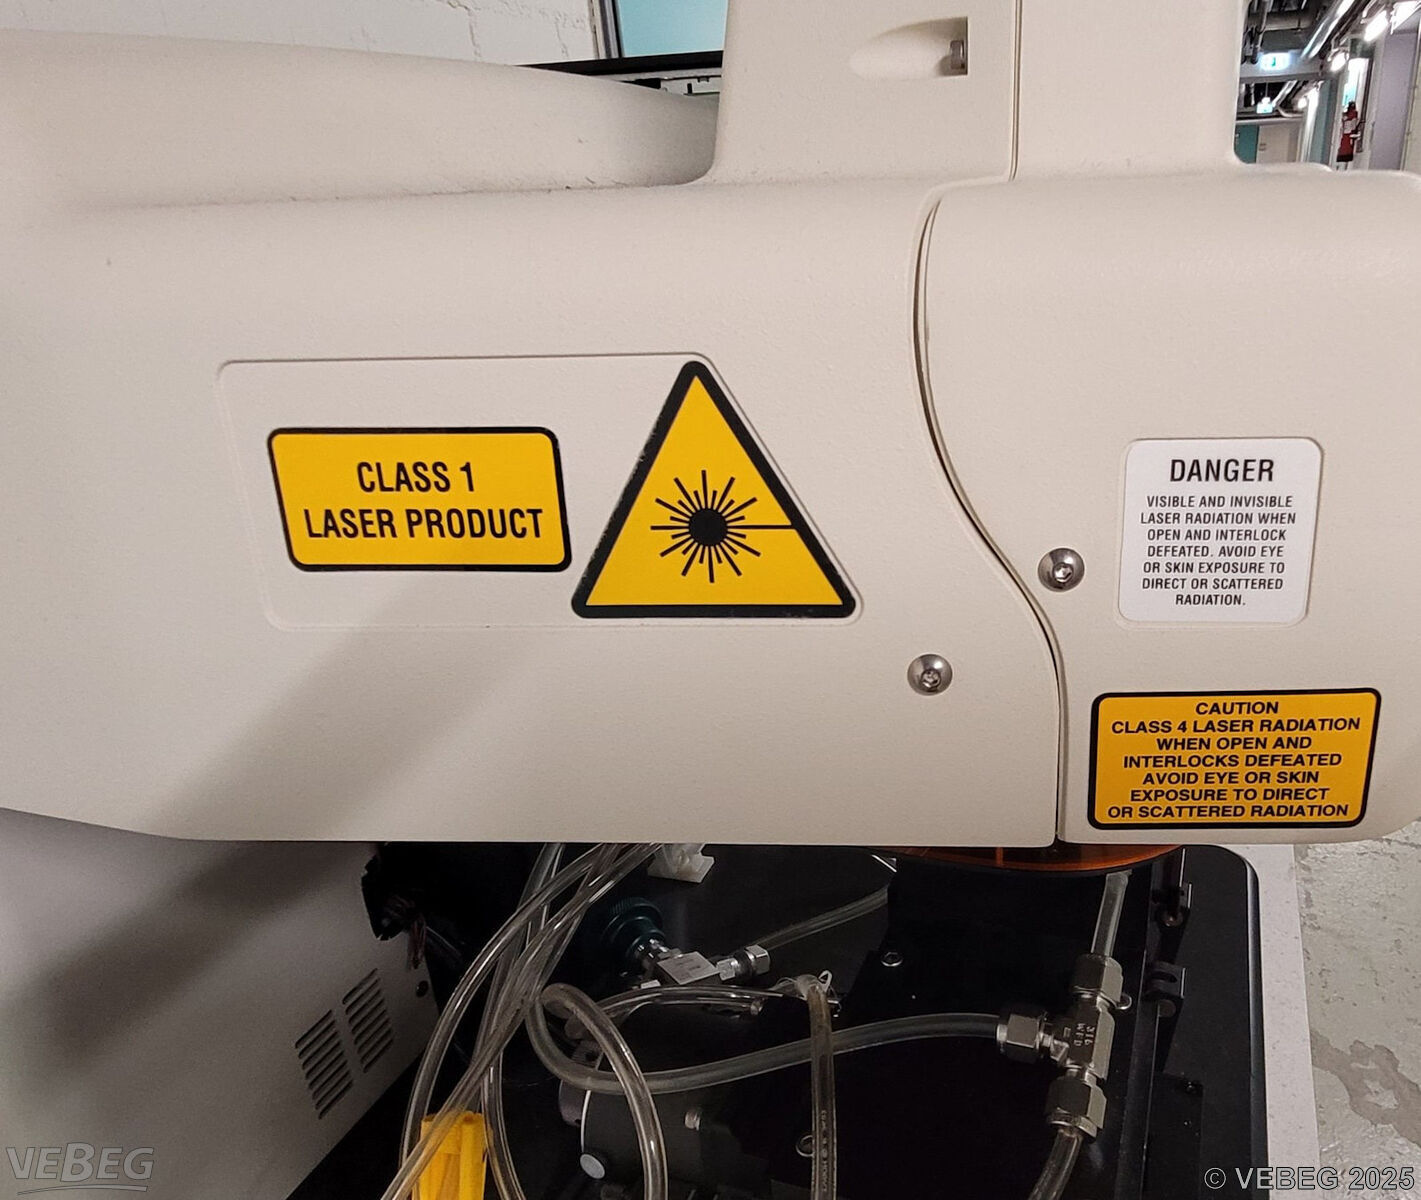 CLASS 1
LASER PRODUCT
DANGER
VISIBLE AND INVISIBLE
LASER RADIATION WHEN
OPEN AND INTERLOCK
DEFEATED. AVOID EYE
OR SKIN EXPOSURE TO
DIRECT OR SCATTERED
RADIATION.
CAUTION
CLASS 4 LASER RADIATION
WHEN OPEN AND
INTERLOCKS DEFEATED
AVOID EYE OR SKIN
EXPOSURE TO DIRECT
OR SCATTERED RADIATION
316
VEBEG
© VEBEG 2025